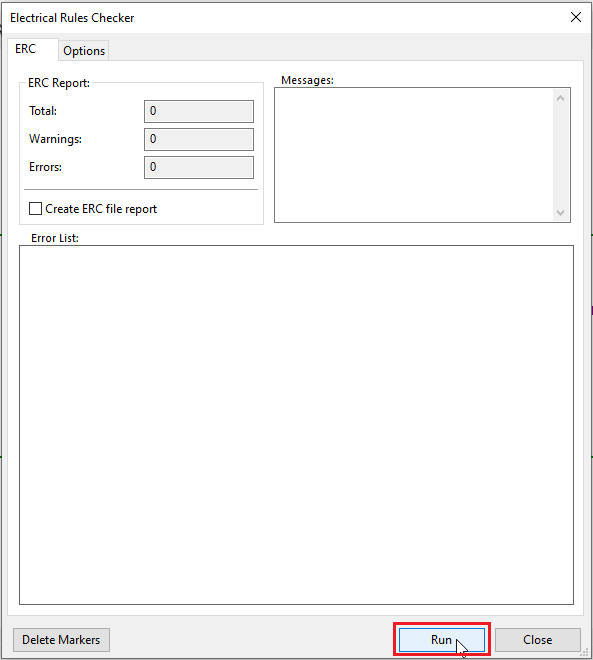 Electrical Rules Checker
ERC
Options
ERC Report:
Total:
0
Warnings:
0
Errors:
0
Create ERC file report
Messages:
Error List:
Delete Markers
Run
Close